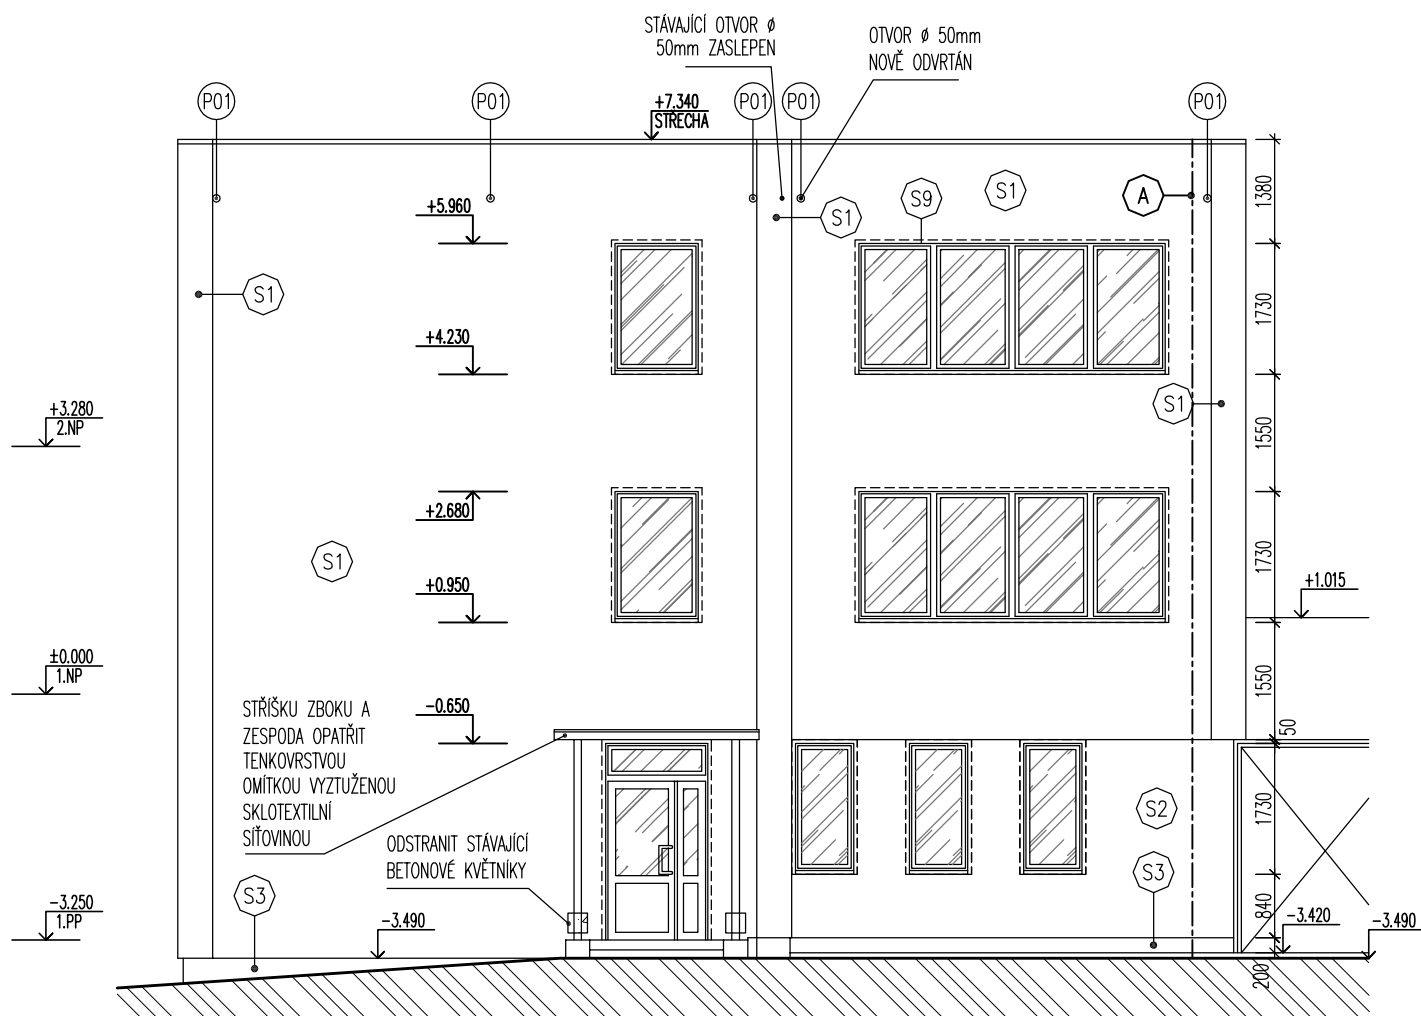 STÁVAJÍCÍ OTVOR ø
50mm ZASLEPEN
OTVOR ø 50mm
NOVĚ ODVRTÁN
P01
P01
P01
P01
P01
+7.340
STŘECHA
S1
S9
A
1380
+5.960
S1
S1
1730
+4.230
+3.280
2.NP
S1
1550
+2.680
S1
1730
+0.950
+1.015
±0.000
1.NP
1550
STŘÍŠKU ZBOKU A
ZESPODA OPATŘIT
TENKOVRSTVOU
OMÍTKOU VYZTUŽENOU
SKLOTEXTILNÍ
SÍŤOVINOU
-0.650
50
1730
S2
ODSTRANIT STÁVAJÍCÍ
BETONOVÉ KVĚTNÍKY
S3
S3
-3.250
1.PP
-3.490
840
-3.420
-3.490
200